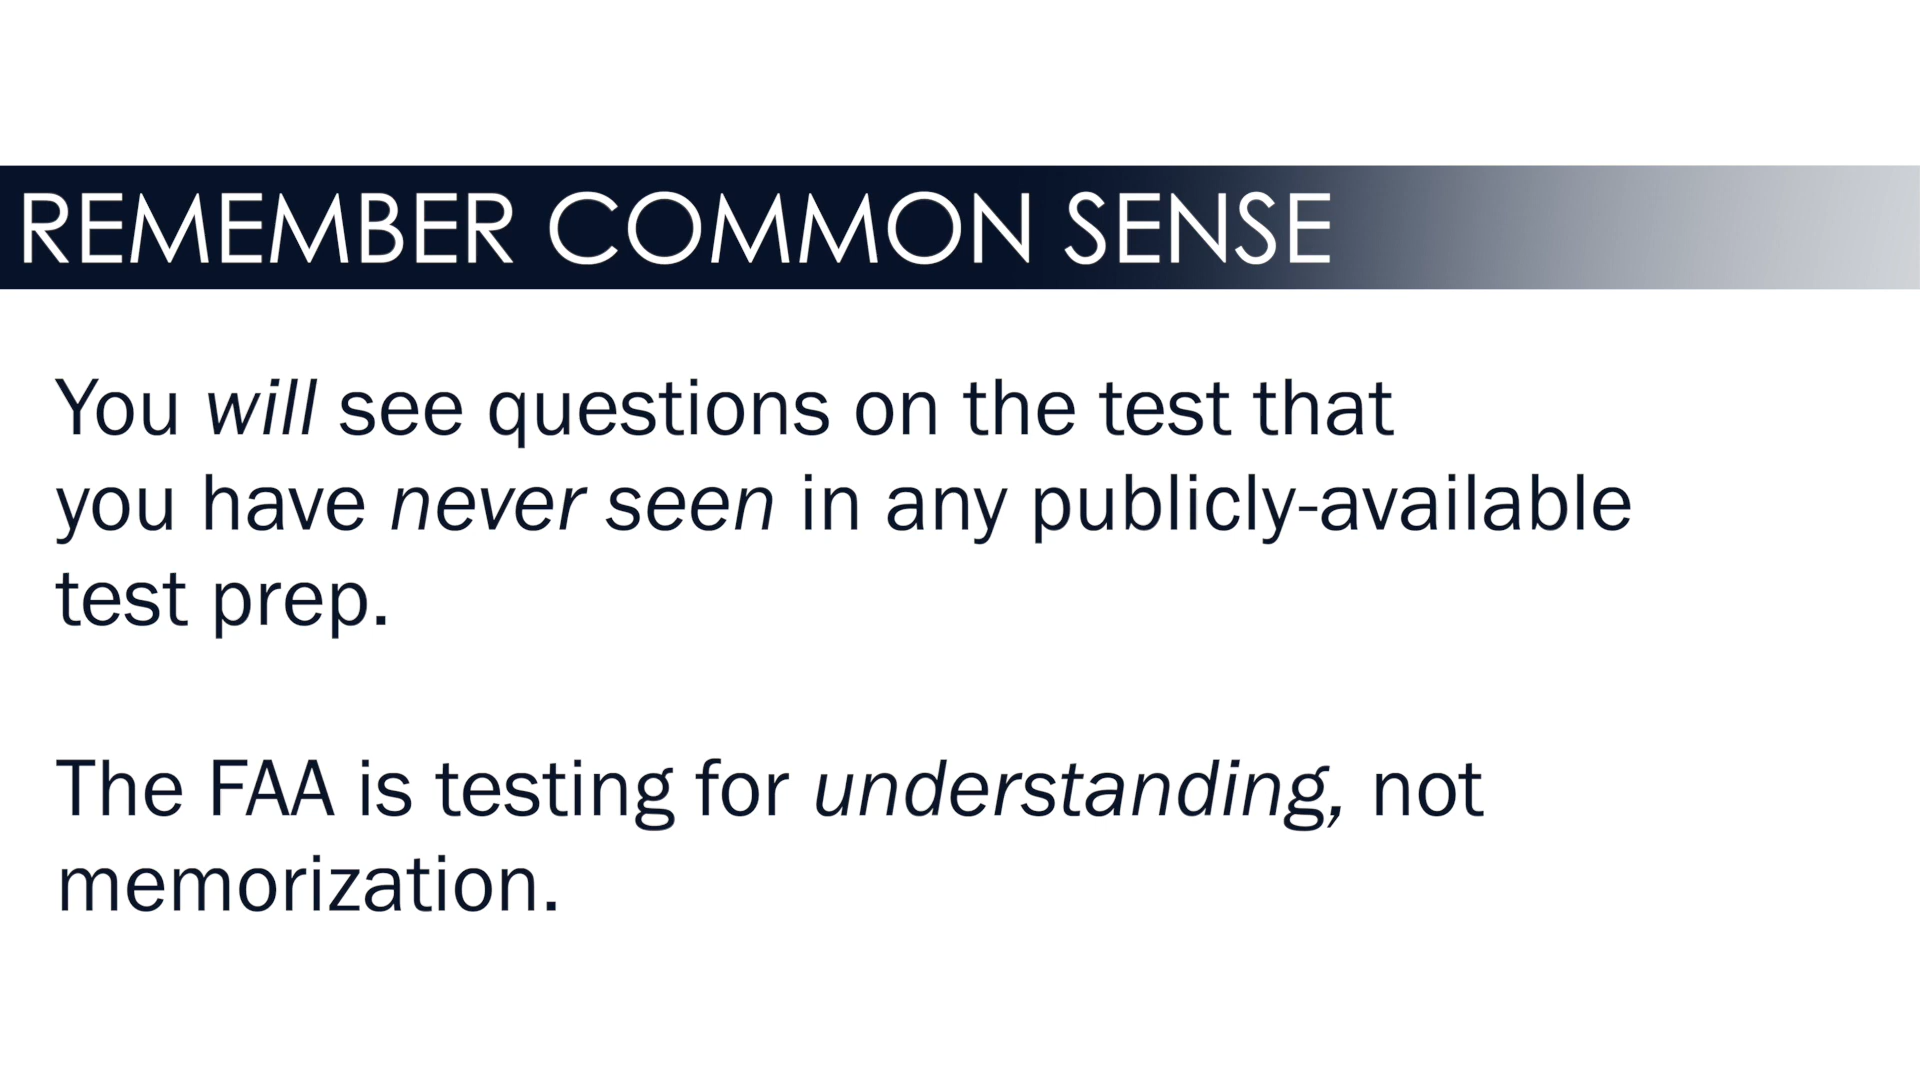 REMEMBER COMMON SENSE
You will see questions on the test that
you have never seen in any publicly-available
test prep.
The FAA is testing for understanding, not
memorization.